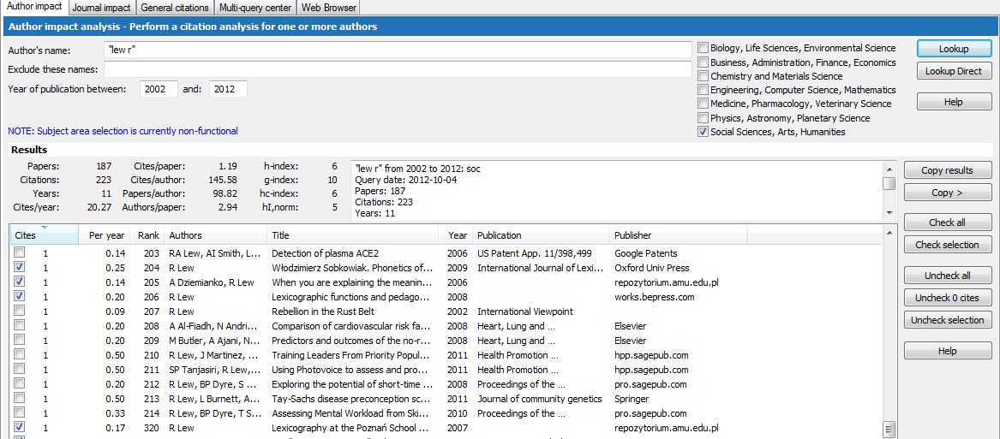 Author impact Journal impact General citations Multi-query center Web Browser
Author impact analysis - Perform a citation analysis for one or more authors
Author's name: "lew r"
Exclude these names:
Year of publication between: 2002 and: 2012
NOTE: Subject area selection is currently non-functional
Biology, Life Sciences, Environmental Science
Business, Administration, Finance, Economics
Chemistry and Materials Science
Engineering, Computer Science, Mathematics
Medicine, Pharmacology, Veterinary Science
Physics, Astronomy, Planetary Science
Social Sciences, Arts, Humanities
Lookup
Lookup Direct
Help
Results
Papers: 187 Cites/paper: 1.19 h-index: 6
Citations: 223 Cites/author: 145.58 g-index: 10
Years: 11 Papers/author: 98.82 hc-index: 6
Cites/year: 20.27 Authors/paper: 2.94 hI,norm: 5
"lew r" from 2002 to 2012: soc
Query date: 2012-10-04
Papers: 187
Citations: 223
Years: 11
Copy results
Copy >
Check all
Check selection
Uncheck all
Uncheck 0 cites
Uncheck selection
Help
Cites Per year Rank Authors Title Year Publication Publisher
1 0.14 203 RA Lew, AI Smith, L... Detection of plasma ACE2 2006 US Patent App. 11/398,499 Google Patents
1 0.25 204 R Lew Włodzimierz Sobkowiak. Phonetics of... 2009 International Journal of Lexi... Oxford Univ Press
1 0.14 205 A Dziemianko, R Lew When you are explaining the meanin... 2006 repozytorium.amu.edu.pl
1 0.20 206 R Lew Lexicographic functions and pedago... 2008 works.bepress.com
1 0.09 207 R Lew Rebellion in the Rust Belt 2002 International Viewpoint
1 0.20 208 A Al-Fiadh, N Andri... Comparison of cardiovascular risk fa... 2008 Heart, Lung and ... Elsevier
1 0.20 209 M Butler, A Ajani, N... Predictors and outcomes of the no-r... 2008 Heart, Lung and ... Elsevier
1 0.50 210 R Lew, J Martinez, ... Training Leaders From Priority Popul... 2011 Health Promotion ... hpp.sagepub.com
1 0.50 211 SP Tanjasiri, R Lew,... Using Photovoice to assess and pro... 2011 Health Promotion ... hpp.sagepub.com
1 0.20 212 R Lew, BP Dyre, S ... Exploring the potential of short-time ... 2008 Proceedings of the ... pro.sagepub.com
1 0.50 213 R Lew, L Burnett, A... Tay-Sachs disease preconception sc... 2011 Journal of community genetics Springer
1 0.33 214 R Lew, BP Dyre, T S... Assessing Mental Workload from Ski... 2010 Proceedings of the ... pro.sagepub.com
1 0.17 320 R Lew Lexicography at the Poznań School ... 2007 repozytorium.amu.edu.pl